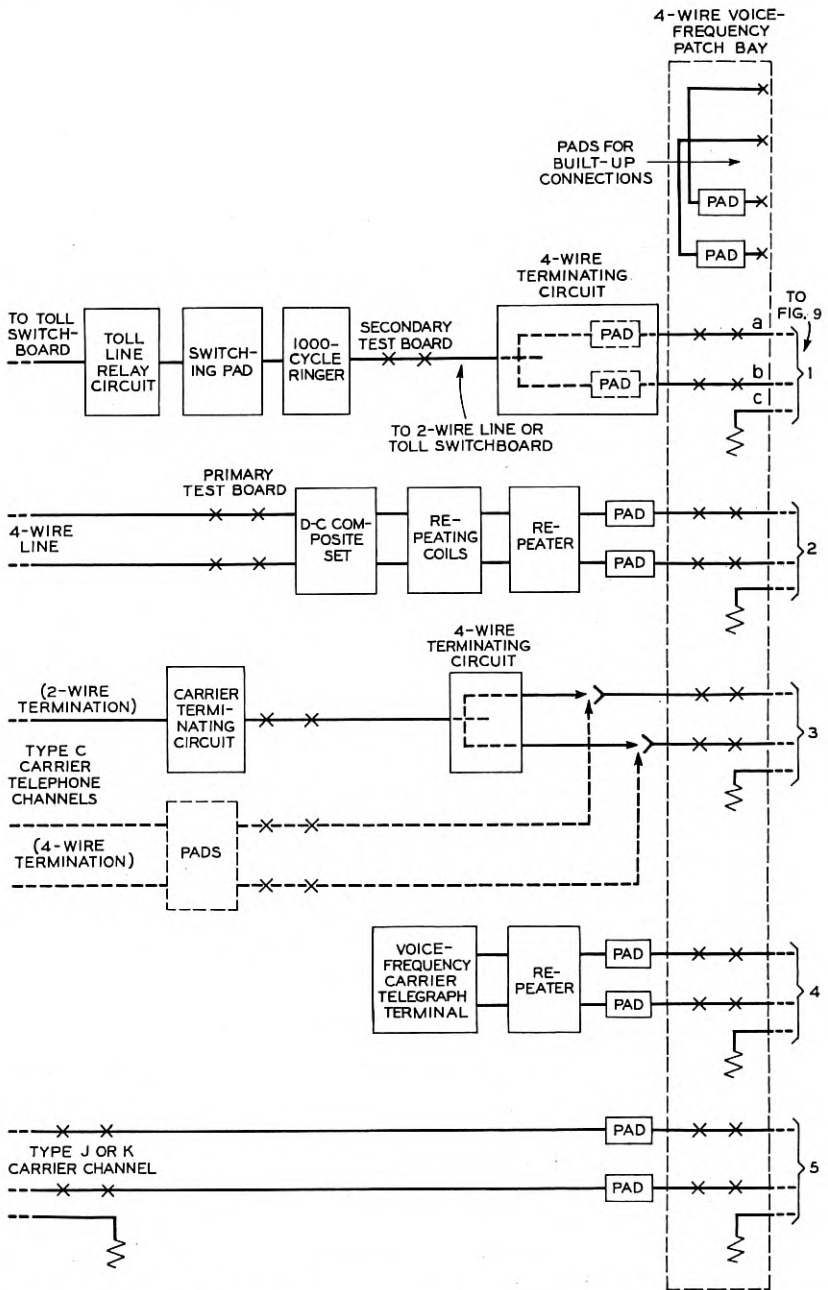 4-WIRE VOICE-
FREQUENCY
PATCH BAY
PADS FOR
BUILT-UP
CONNECTIONS
PAD
PAD
TO TOLL
SWITCH-
BOARD
TOLL
LINE
RELAY
CIRCUIT
SWITCH-
ING PAD
1000-
CYCLE
RINGER
SECONDARY
TEST BOARD
TO 2-WIRE LINE OR
TOLL SWITCHBOARD
4-WIRE
TERMINATING
CIRCUIT
PAD
PAD
a
b
c
TO
FIG. 9
1
4-WIRE
LINE
PRIMARY
TEST BOARD
D-C COM-
POSITE
SET
RE-
PEATING
COILS
RE-
PEATER
PAD
PAD
2
(2-WIRE
TERMINATION)
TYPE C
CARRIER
TELEPHONE
CHANNELS
(4-WIRE
TERMINATION)
CARRIER
TERMI-
NATING
CIRCUIT
PADS
4-WIRE
TERMINATING
CIRCUIT
3
VOICE-
FREQUENCY
CARRIER
TELEGRAPH
TERMINAL
RE-
PEATER
PAD
PAD
4
TYPE J OR K
CARRIER CHANNEL
PAD
PAD
5